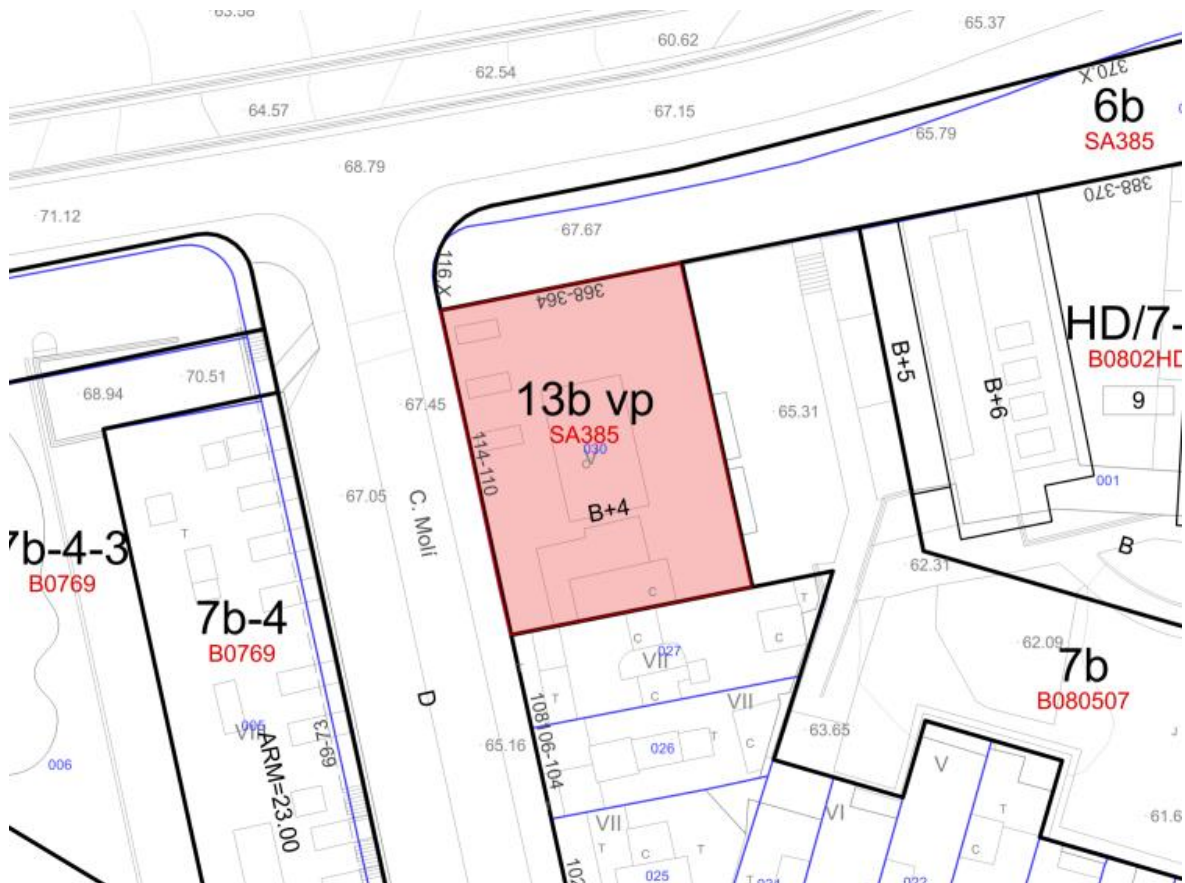 63.58
65.37
60.62
62.54
370.X
64.57
67.15
6b
SA385
65.79
68.79
388-370
71.12
67.67
116.X
368-364
HD/7-
B0802HD
B+5
B+6
9
70.51
68.94
67.45
13b vp
SA385
030
V
65.31
114-110
67.05
C. Molí
B+4
001
B
7b-4-3
B0769
T
62.31
7b-4
B0769
C
T
C
C
027
VII
C
62.09
7b
B080507
D
T
VII
108106-104
69-73
005
006
ARM=23.00
65.16
026
T
C
63.65
J
V
VII
T
C
T
VI
T
C
61.6
102
025
T